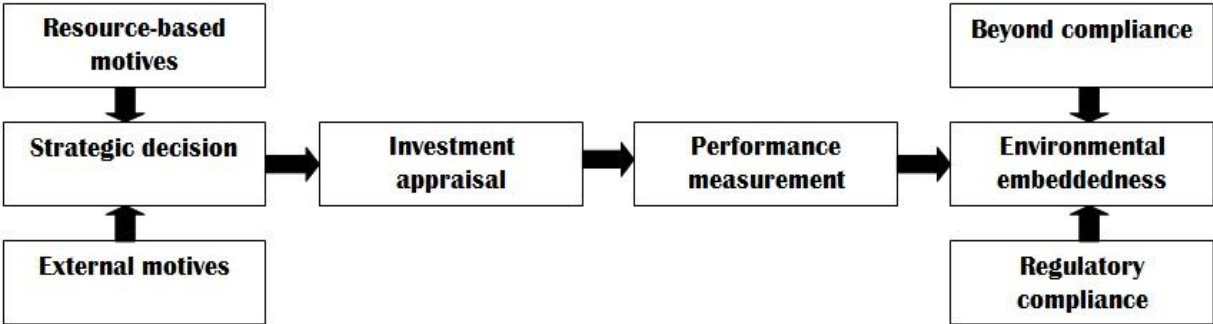 Resource-based
motives
Beyond compliance
Strategic decision
Investment
appraisal
Performance
measurement
Environmental
embeddedness
External motives
Regulatory
compliance